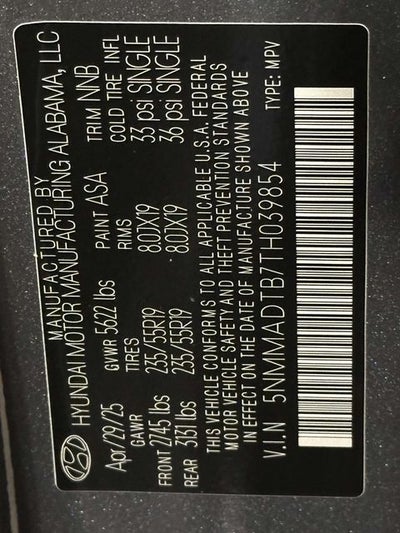 MANUFACTURED BY
HYUNDAI MOTOR MANUFACTURING ALABAMA, LLC
Apr/29/25 GVWR 5622 lbs PAINT ASA TRIM NNB
GAWR TIRES RIMS COLD TIRE INFL
FRONT 2745 lbs 235/55R19 8.0JX19 33 psi SINGLE
REAR 3131 lbs 235/55R19 8.0JX19 36 psi SINGLE
THIS VEHICLE CONFORMS TO ALL APPLICABLE U.S.A. FEDERAL
MOTOR VEHICLE SAFETY AND THEFT PREVENTION STANDARDS
IN EFFECT ON THE DATE OF MANUFACTURE SHOWN ABOVE
V.I.N 5NMMADTB7TH039854 TYPE: MPV